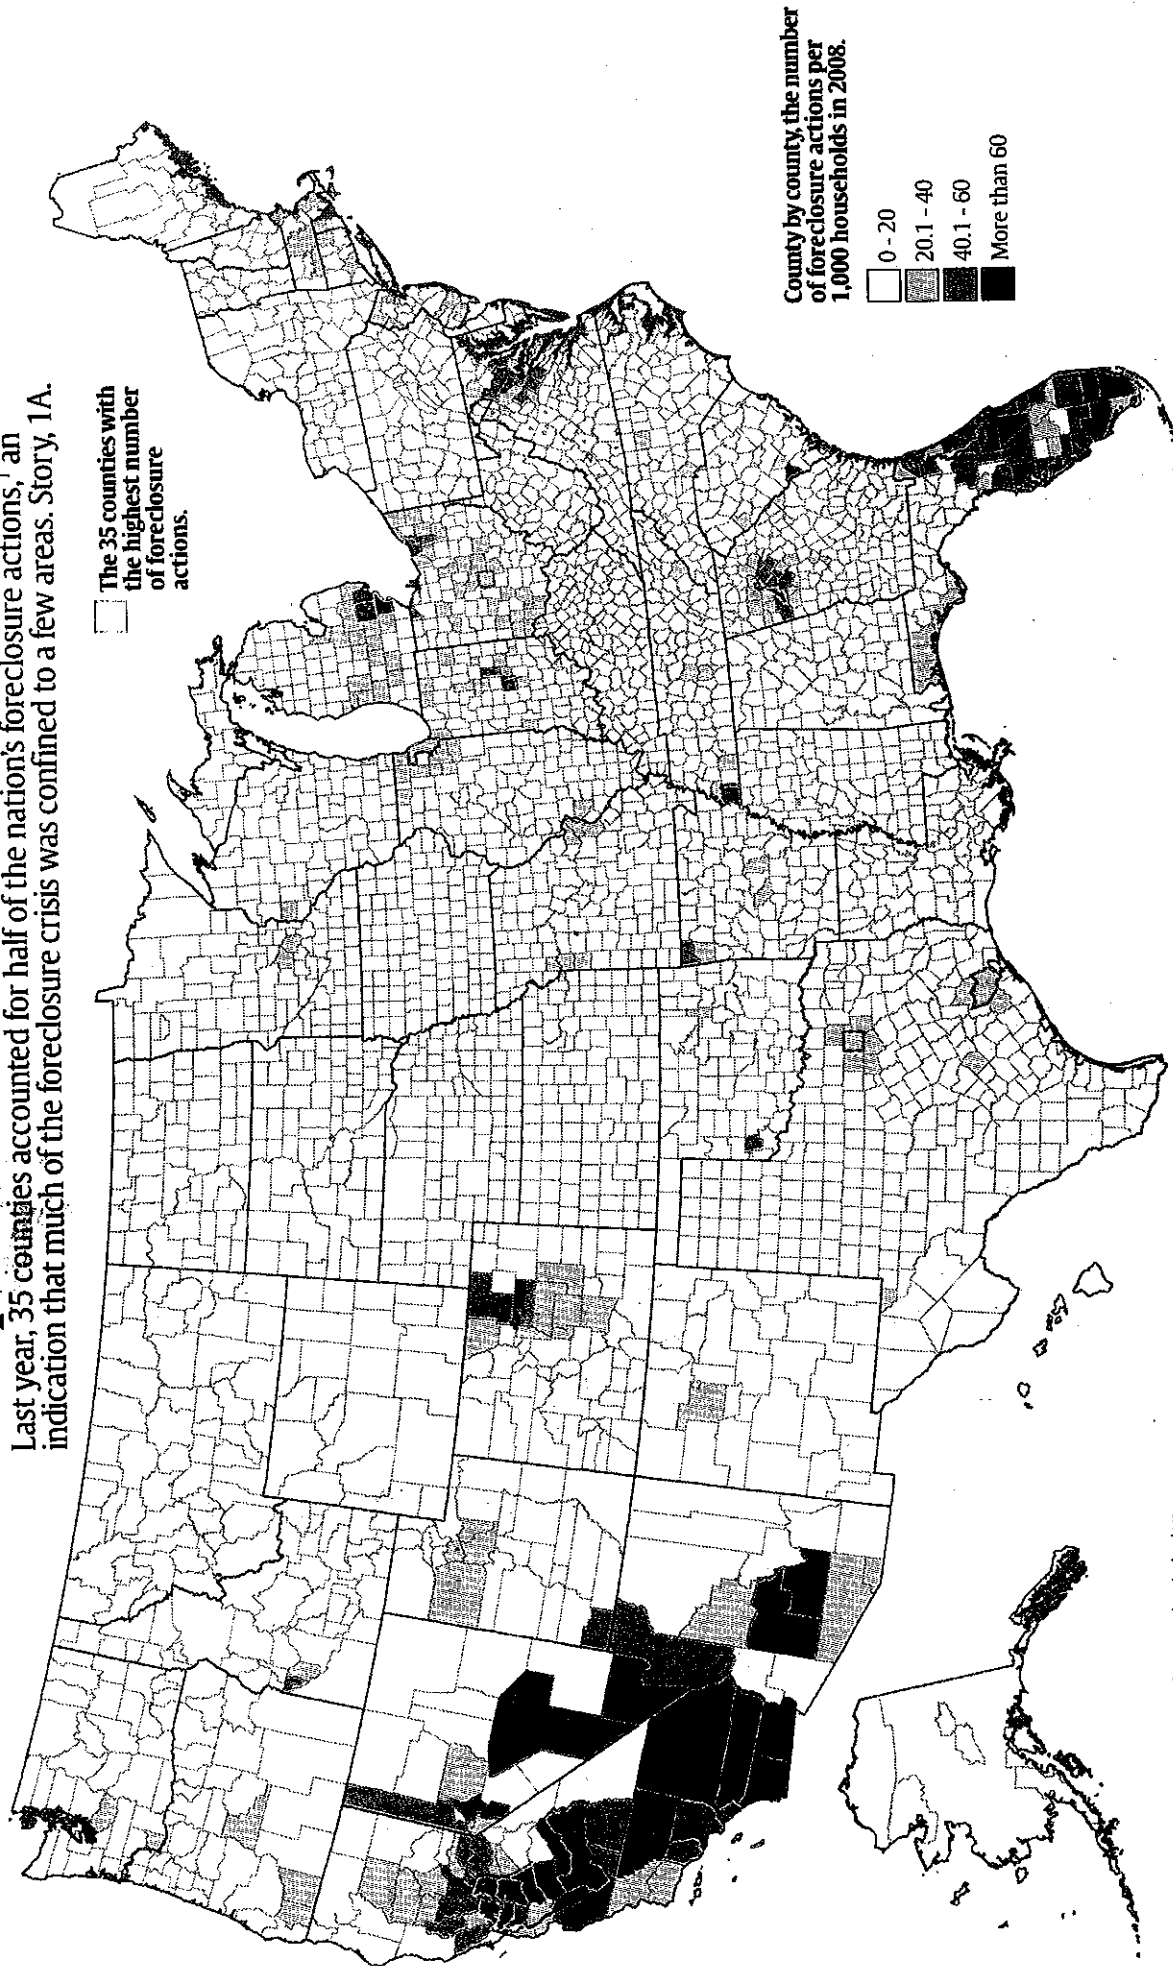 Last year, 35 counties accounted for half of the nation's foreclosure actions, an
indication that much of the foreclosure crisis was confined to a few areas. Story, 1A.
The 35 counties with
the highest number
of foreclosure
actions.
County by county, the number
of foreclosure actions per
1,000 households in 2008.
0 - 20
20.1 - 40
40.1 - 60
More than 60